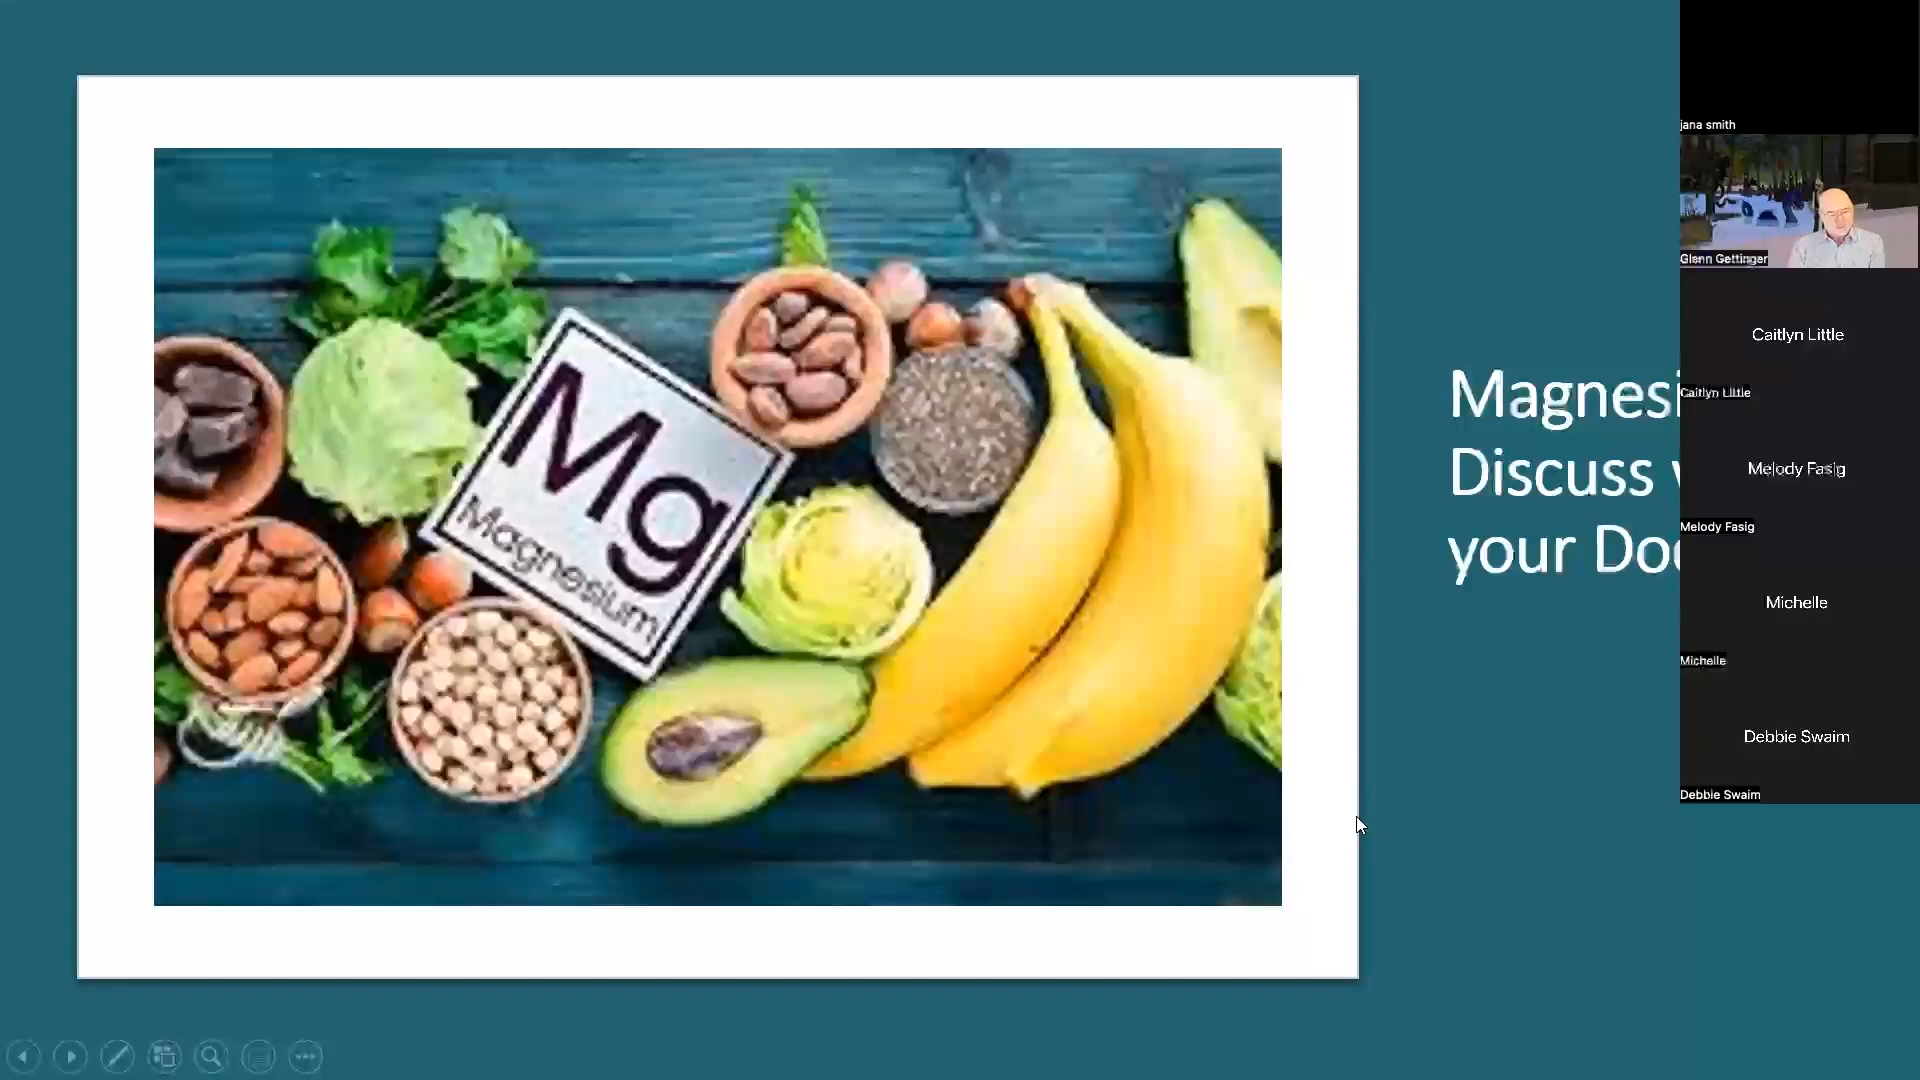 Mg
Magnesium
Magnesi
Discuss
your Do
jana smith
Glenn Gettinger
Caitlyn Little
Caitlyn Little
Melody Fasig
Melody Fasig
Michelle
Michelle
Debbie Swaim
Debbie Swaim